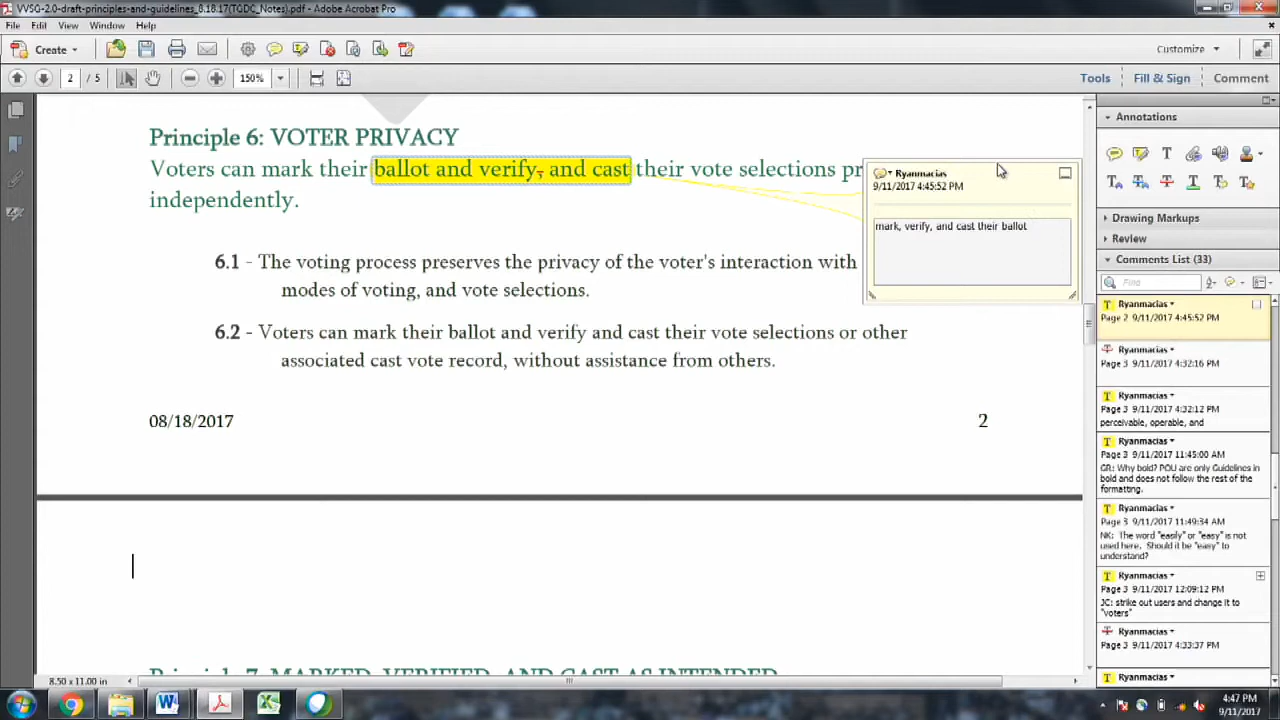 VVSG-2.0-draft-principles-and-guidelines_8.18.17(TGDC_Notes).pdf - Adobe Acrobat Pro
File Edit View Window Help
Create
Customize
2 / 5
150%
Tools
Fill & Sign
Comment
Principle 6: VOTER PRIVACY
Voters can mark their ballot and verify, and cast their vote selections pr
independently.
Ryanmacias
9/11/2017 4:45:52 PM
mark, verify, and cast their ballot
6.1 - The voting process preserves the privacy of the voter's interaction with
modes of voting, and vote selections.
6.2 - Voters can mark their ballot and verify and cast their vote selections or other
associated cast vote record, without assistance from others.
08/18/2017
2
Principle 7: MARKED, VERIFIED, AND CAST AS INTENDED
8.50 x 11.00 in
Annotations
Drawing Markups
Review
Comments List (33)
Find
Ryanmacias
Page 2 9/11/2017 4:45:52 PM
Ryanmacias
Page 3 9/11/2017 4:32:16 PM
Ryanmacias
Page 3 9/11/2017 4:32:12 PM
perceivable, operable, and
Ryanmacias
Page 3 9/11/2017 11:45:00 AM
GR: Why bold? POU are only Guidelines in
bold and does not follow the rest of the
formatting.
Ryanmacias
Page 3 9/11/2017 11:49:34 AM
NK: The word "easily" or "easy" is not
used here. Should it be "easy" to
understand?
Ryanmacias
Page 3 9/11/2017 12:09:12 PM
JC: strike out users and change it to
"voters"
Ryanmacias
Page 3 9/11/2017 4:33:37 PM
Ryanmacias
4:47 PM
9/11/2017